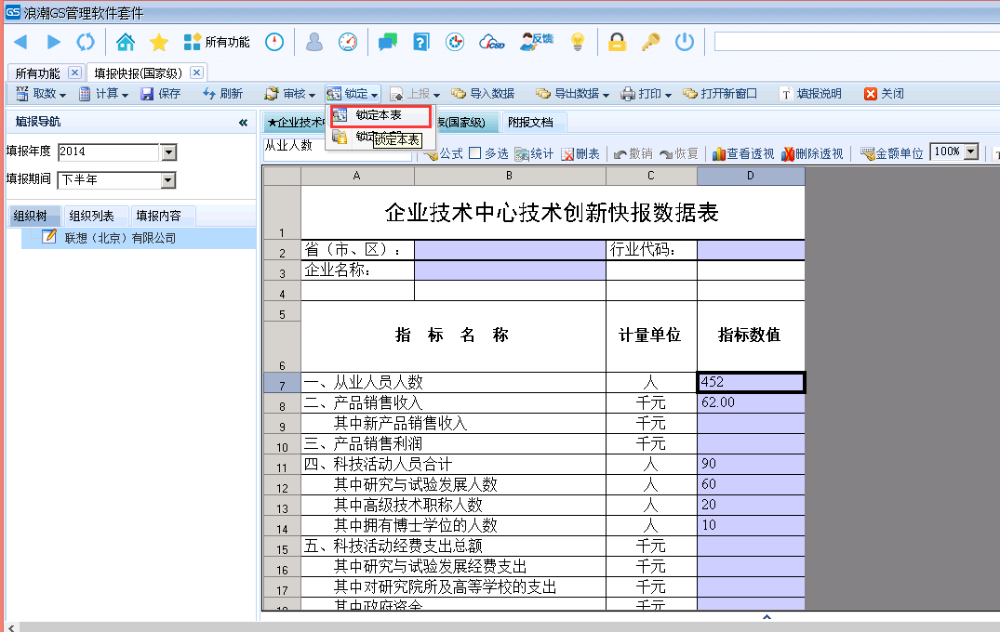 GS 浪潮GS管理软件套件
所有功能 iCSD 反馈
所有功能 填报快报(国家级)
XYZ 取数 计算 保存 刷新 审核 锁定 上报 导入数据 导出数据 打印 打开新窗口 T 填报说明 关闭
锁定本表
锁定
锁定本表
填报导航 «
填报年度 2014
填报期间 下半年
组织树 组织列表 填报内容
联想（北京）有限公司
★企业技术中 (国家级) 附报文档
从业人数 公式 多选 统计 删表 撤销 恢复 查看透视 删除透视 金额单位 100%
A B C D
1 企业技术中心技术创新快报数据表
2 省（市、区）： 行业代码：
3 企业名称：
4
5
6 指 标 名 称 计量单位 指标数值
7 一、从业人员人数 人 452
8 二、产品销售收入 千元 62.00
9 其中新产品销售收入 千元
10 三、产品销售利润 千元
11 四、科技活动人员合计 人 90
12 其中研究与试验发展人数 人 60
13 其中高级技术职称人数 人 20
14 其中拥有博士学位的人数 人 10
15 五、科技活动经费支出总额 千元
16 其中研究与试验发展经费支出 千元
17 其中对研究院所及高等学校的支出 千元
18 其中政府资金 千元